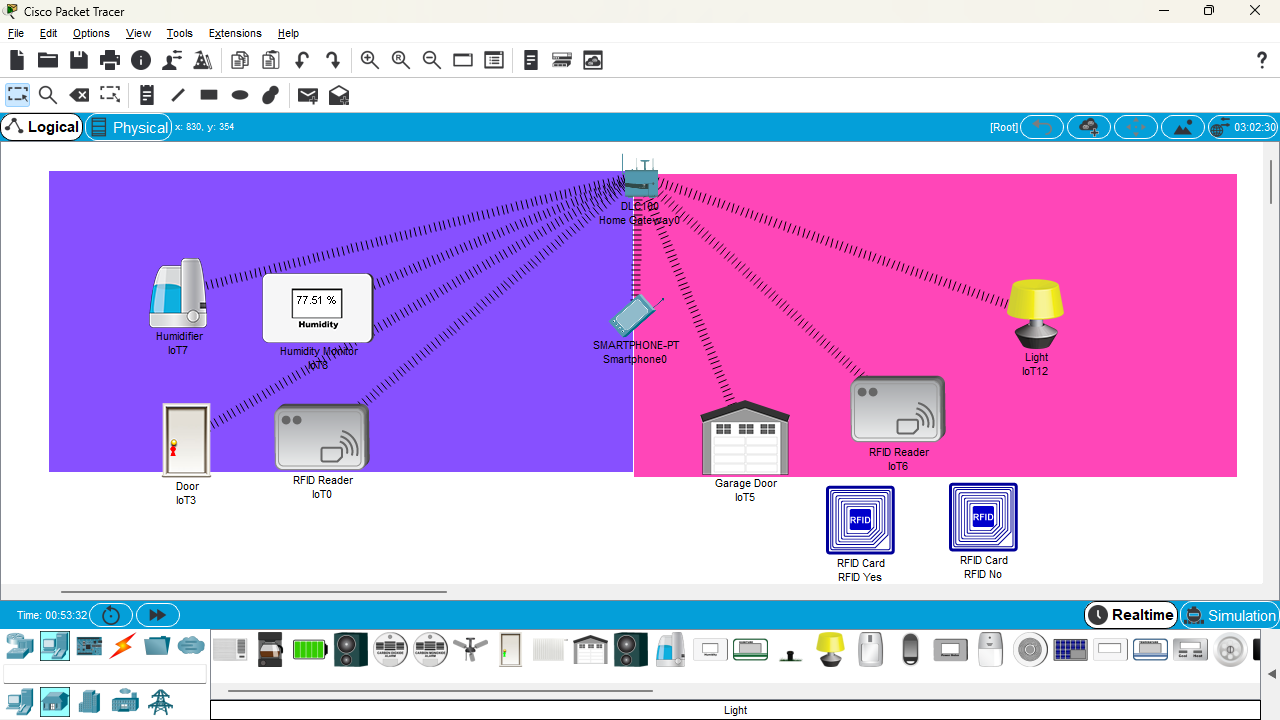 Cisco Packet Tracer
File Edit Options View Tools Extensions Help
R
?
Logical Physical x: 830, y: 354 [Root] 03:02:30
DLC100
Home Gateway0
Humidifier
IoT7
77.51 %
Humidity
Humidity Monitor
IoT8
SMARTPHONE-PT
Smartphone0
Light
IoT12
Door
IoT3
RFID Reader
IoT0
Garage Door
IoT5
RFID Reader
IoT6
RFID
RFID Card
RFID Yes
RFID
RFID Card
RFID No
Time: 00:53:32 Realtime Simulation
Light